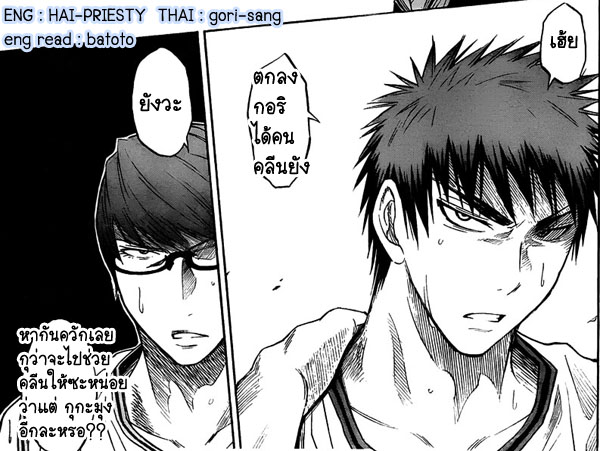 ENG : HAI-PRIESTY THAI : gori-sang
eng read : batoto
เฮ้ย
ตกลง
กอริ
ได้คน
คลีนยัง
ยังวะ
หากันควักเลย
กูว่าจะไปช่วย
คลีนให้ซะหน่อย
ว่าแต่ กูกะมุ่ง
อีกละหรอ??